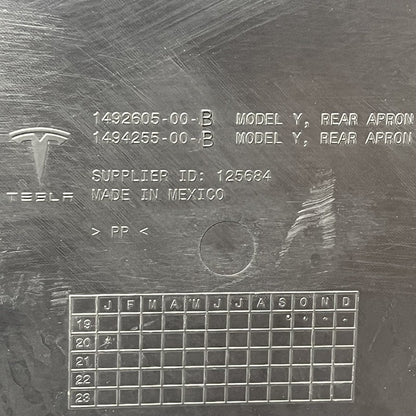 1492605-00-B MODEL Y, REAR APRON
1494255-00-B MODEL Y, REAR APRON
TESLA
SUPPLIER ID: 125684
MADE IN MEXICO
> PP <
A
J F M A M J J A S O N D
19
20
21
22
23